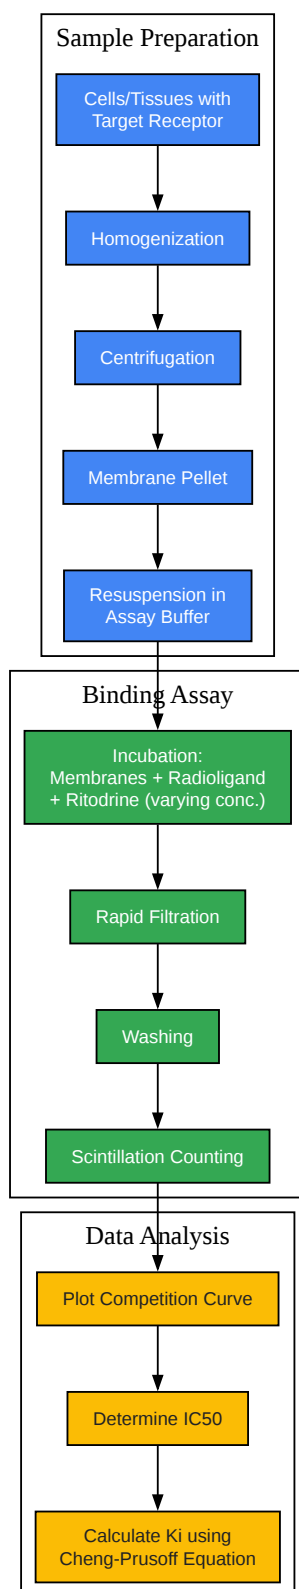 Sample Preparation
Cells/Tissues with
Target Receptor
Homogenization
Centrifugation
Membrane Pellet
Resuspension in
Assay Buffer
Binding Assay
Incubation:
Membranes + Radioligand
+ Ritodrine (varying conc.)
Rapid Filtration
Washing
Scintillation Counting
Data Analysis
Plot Competition Curve
Determine IC50
Calculate Ki using
Cheng-Prusoff Equation